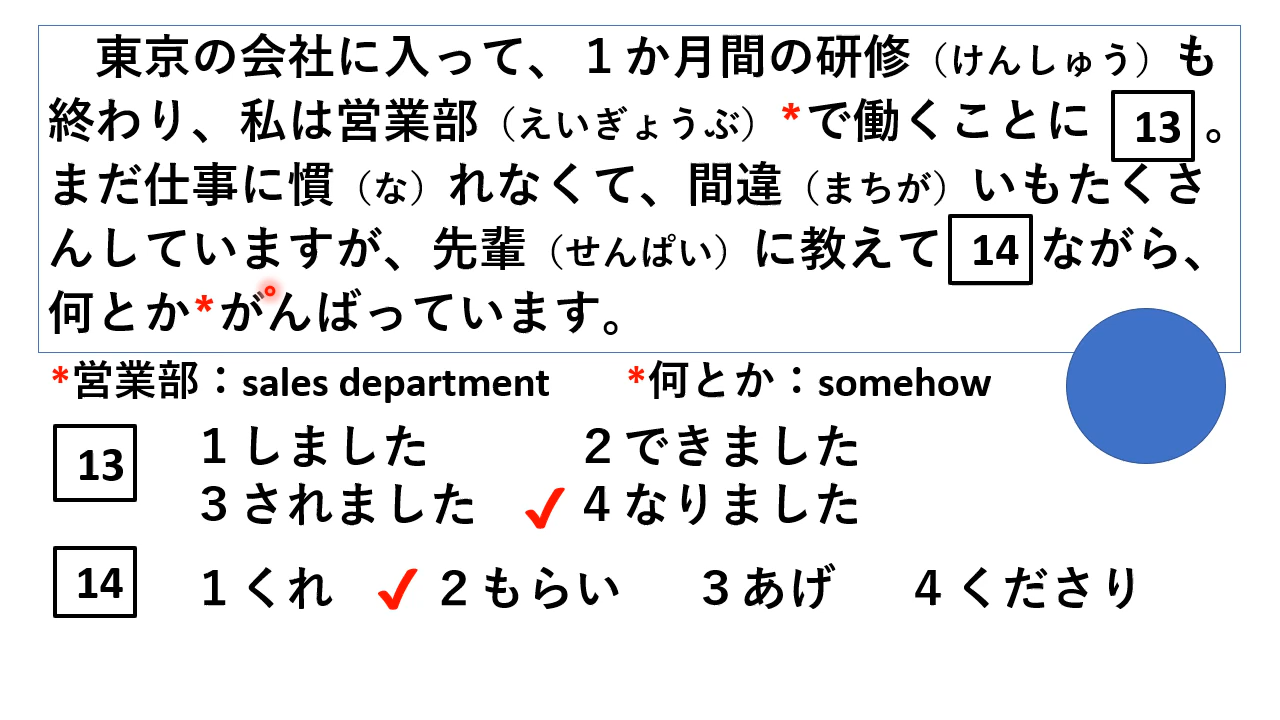 東京の会社に入って、１か月間の研修（けんしゅう）も
終わり、私は営業部（えいぎょうぶ）*で働くことに 13 。
まだ仕事に慣（な）れなくて、間違（まちが）いもたくさ
んしていますが、先輩（せんぱい）に教えて 14 ながら、
何とか*がんばっています。
*営業部：sales department　*何とか：somehow
13　１しました　２できました
３されました　✓４なりました
14　１くれ　✓２もらい　３あげ　４くださり